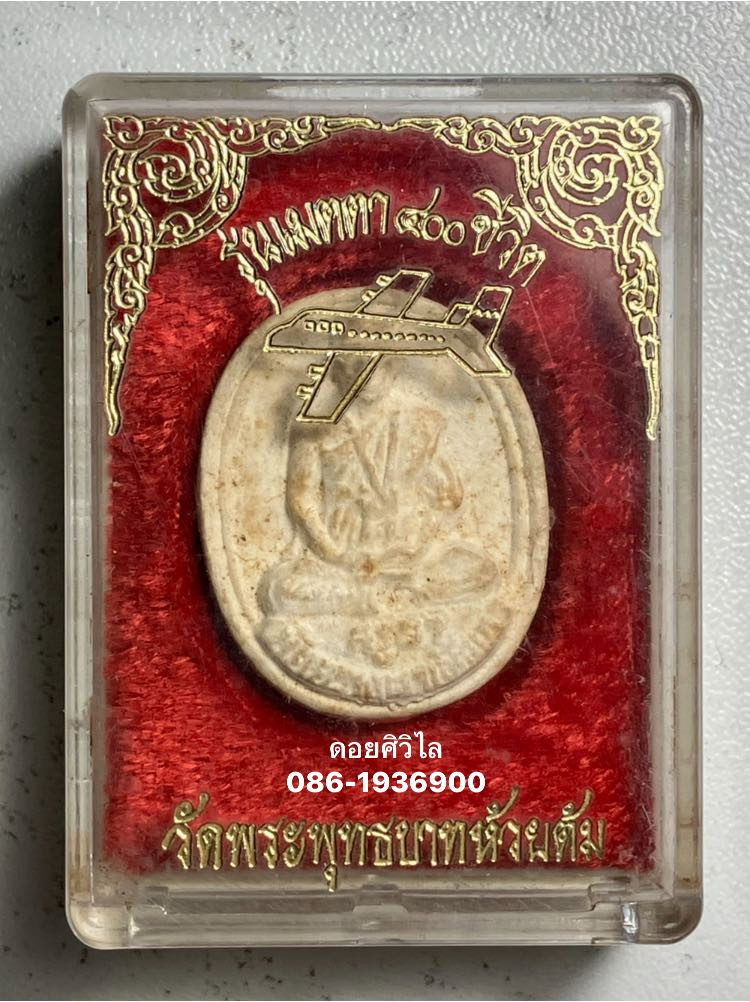 รุ่นเมตตา ๔๐๐ ชีวิต
ดอยศิวิไล
086-1936900
วัดพระพุทธบาทห้วยต้ม